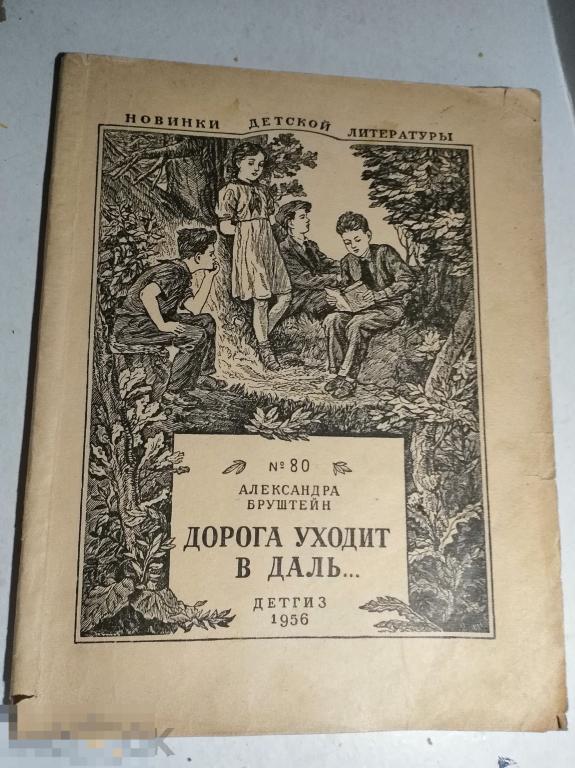 НОВИНКИ ДЕТСКОЙ ЛИТЕРАТУРЫ
№ 80
АЛЕКСАНДРА
БРУШТЕЙН
ДОРОГА УХОДИТ
В ДАЛЬ...
ДЕТГИЗ
1956